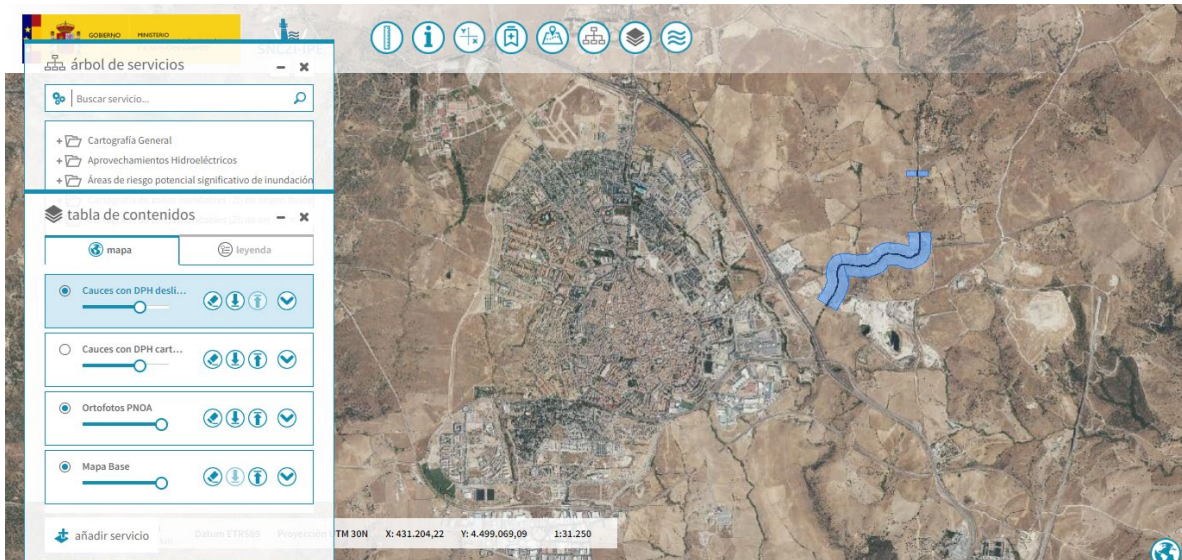 GOBIERNO MINISTERIO
SNCZI-IPE
árbol de servicios
Buscar servicio...
+ Cartografía General
+ Aprovechamientos Hidroeléctricos
+ Áreas de riesgo potencial significativo de inundación
tabla de contenidos
mapa
leyenda
Cauces con DPH desli...
Cauces con DPH cart...
Ortofotos PNOA
Mapa Base
añadir servicio
Datum ETRS89 Proyección UTM 30N X: 431.204,22 Y: 4.499.069,09 1:31.250